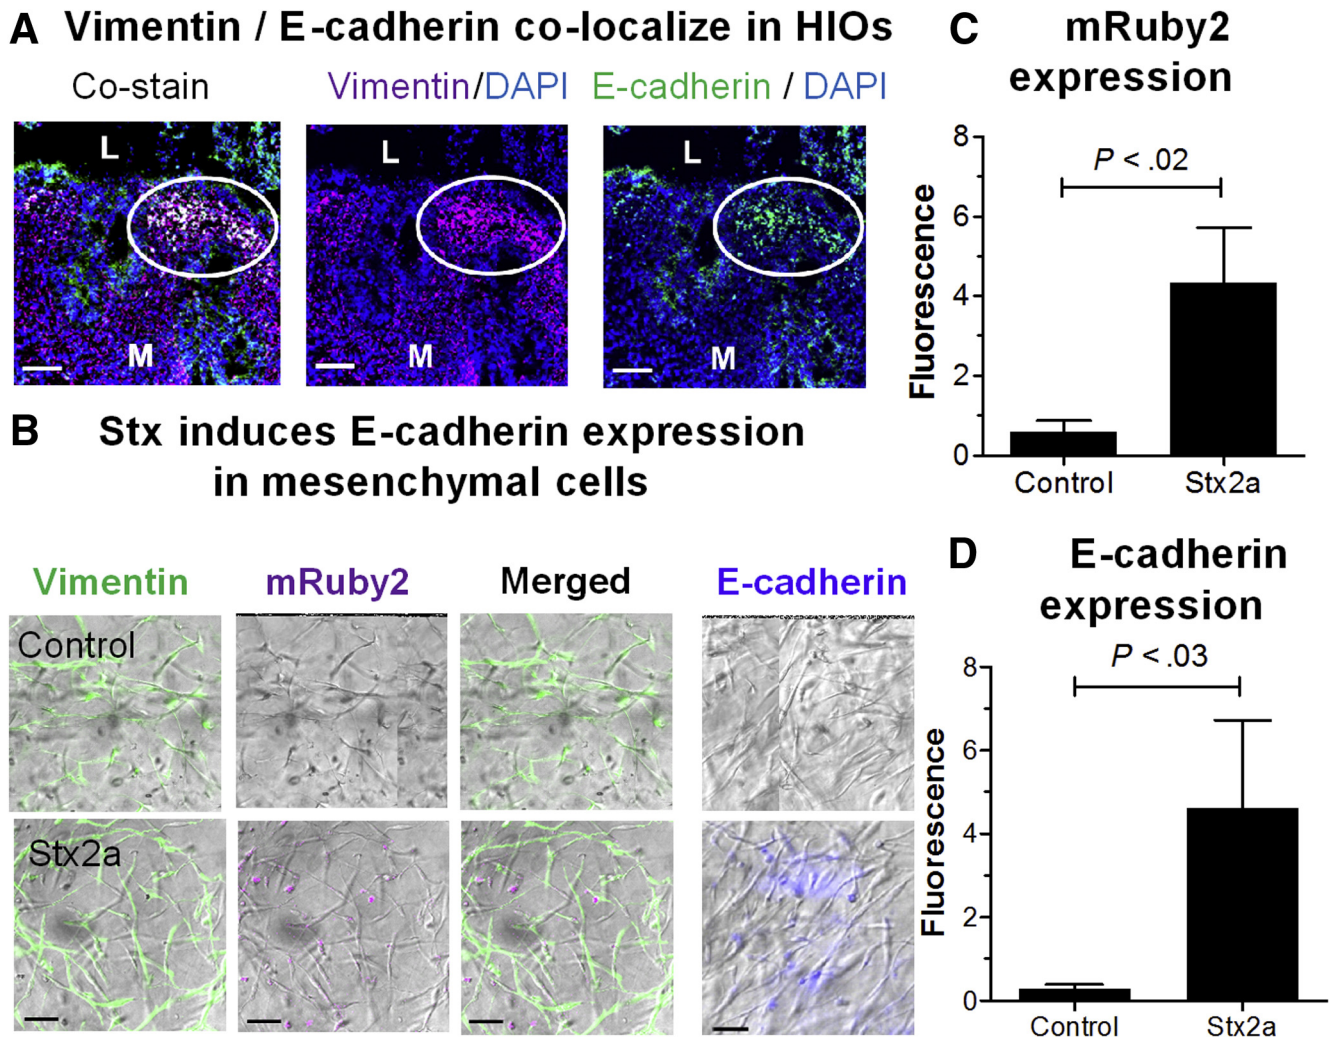 A Vimentin / E-cadherin co-localize in HIOs
Co-stain Vimentin/DAPI E-cadherin / DAPI
L L L
M M M
B Stx induces E-cadherin expression
in mesenchymal cells
Vimentin mRuby2 Merged E-cadherin
Control
Stx2a
C mRuby2
expression
P < .02
Fluorescence
8
6
4
2
0
Control Stx2a
D E-cadherin
expression
P < .03
Fluorescence
8
6
4
2
0
Control Stx2a